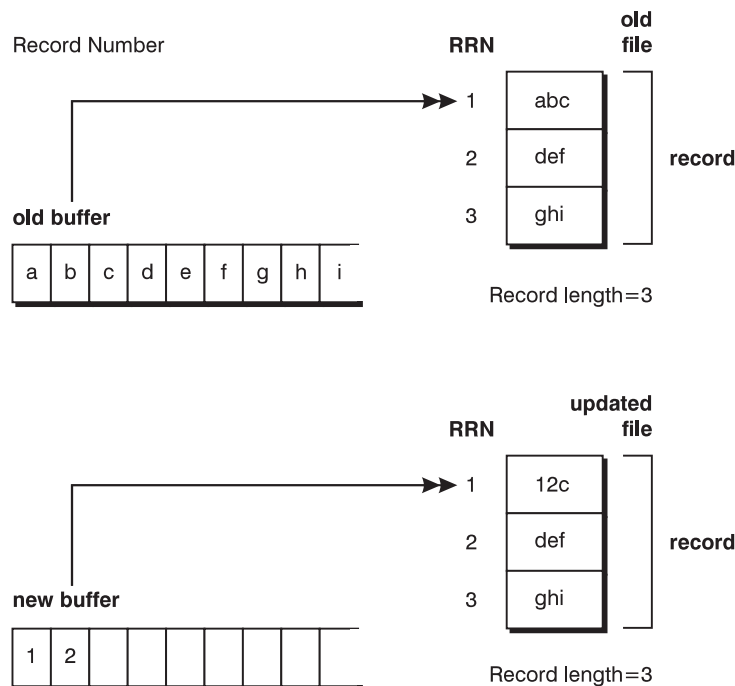 old
Record Number RRN file
1 abc
2 def record
3 ghi
old buffer
a b c d e f g h i
Record length=3
updated
RRN file
1 12c
2 def record
3 ghi
new buffer
1 2
Record length=3